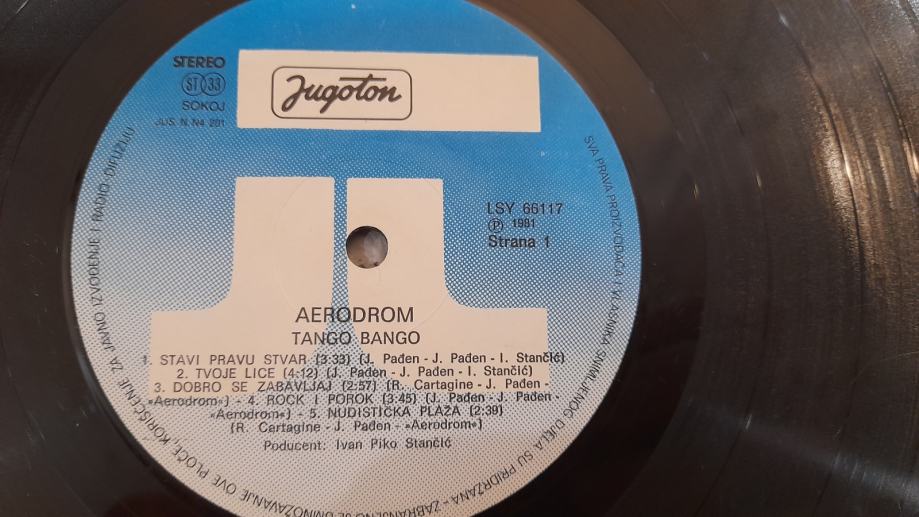 STEREO
ST 33
SOKOJ
JUS. N. N4 201
Jugoton
LSY 66117
Ⓟ 1981
Strana 1
AERODROM
TANGO BANGO
1. STAVI PRAVU STVAR (3:33) (J. Pađen - J. Pađen - I. Stančić)
2. TVOJE LICE (4:12) (J. Pađen - J. Pađen - I. Stančić)
3. DOBRO SE ZABAVLJAJ (2:57) (R. Cartagine - J. Pađen -
»Aerodrom«) - 4. ROCK I POROK (3:45) (J. Pađen - J. Pađen -
»Aerodrom«) - 5. NUDISTIČKA PLAŽA (2:39)
(R. Cartagine - J. Pađen - »Aerodrom«)
Producent: Ivan Piko Stančić
SVA PRAVA PROIZVOĐAČA I VLASNIKA SNIMLJENOG DJELA SU PRIDRŽANA - ZABRANJENO SE UMNOŽAVANJE OVE PLOČE, KORIŠĆENJE ZA JAVNO IZVOĐENJE I RADIO-DIFUZIJU